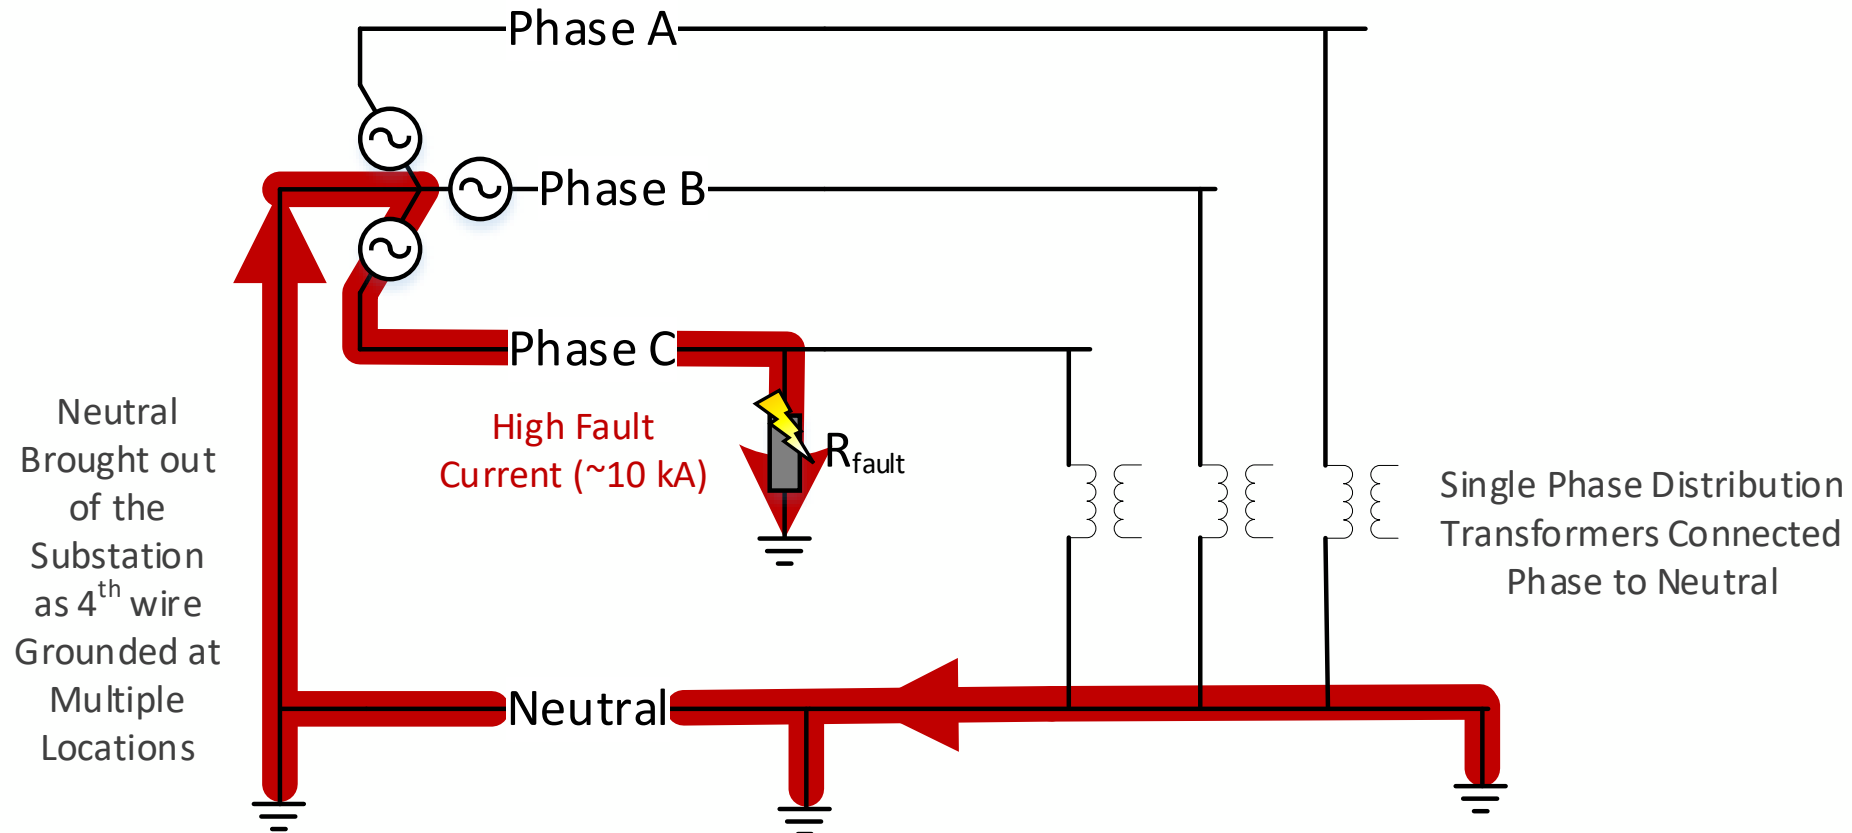 Phase A
Phase B
Phase C
High Fault
Current (~10 kA)
Rfault
Neutral
Brought out
of the
Substation
as 4th wire
Grounded at
Multiple
Locations
Single Phase Distribution
Transformers Connected
Phase to Neutral
Neutral